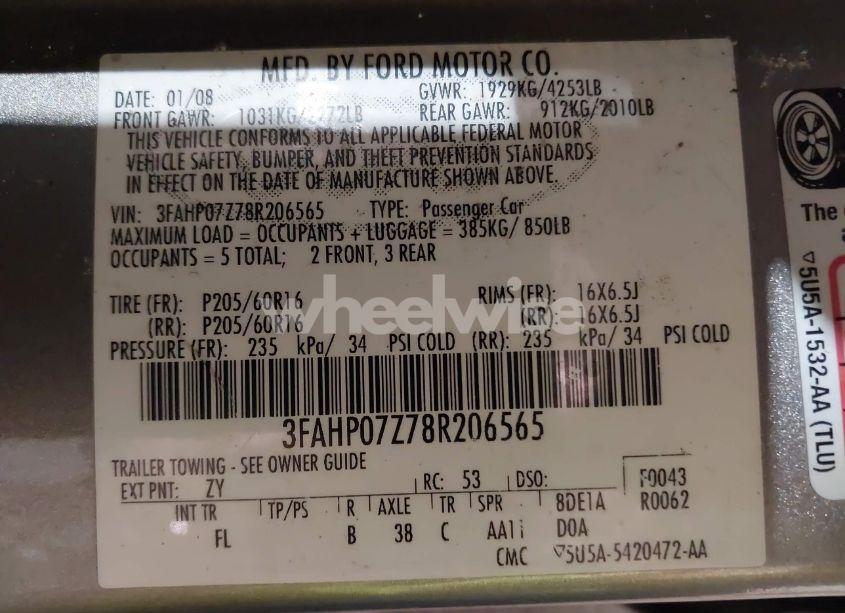 MFD. BY FORD MOTOR CO.
DATE: 01/08 GVWR: 1929KG/4253LB
FRONT GAWR: 1031KG/2272LB REAR GAWR: 912KG/2010LB
THIS VEHICLE CONFORMS TO ALL APPLICABLE FEDERAL MOTOR
VEHICLE SAFETY, BUMPER, AND THEFT PREVENTION STANDARDS
IN EFFECT ON THE DATE OF MANUFACTURE SHOWN ABOVE.
VIN: 3FAHP07Z78R206565 TYPE: Passenger Car
MAXIMUM LOAD = OCCUPANTS + LUGGAGE = 385KG/ 850LB
OCCUPANTS = 5 TOTAL; 2 FRONT, 3 REAR
TIRE (FR): P205/60R16 RIMS (FR): 16X6.5J
(RR): P205/60R16 (RR): 16X6.5J
PRESSURE (FR): 235 kPa/ 34 PSI COLD (RR): 235 kPa/ 34 PSI COLD
wheelwire
3FAHP07Z78R206565
TRAILER TOWING - SEE OWNER GUIDE
EXT PNT: ZY RC: 53 DSO: F0043
INT TR TP/PS R AXLE TR SPR 8DE1A R0062
FL B 38 C AA11 D0A
CMC 5U5A-5420472-AA
The
5U5A-1532-AA (TLU)